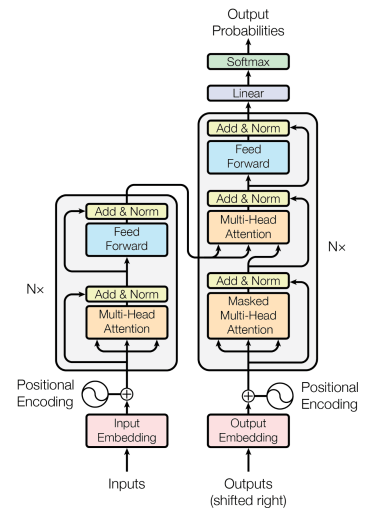 Output
Probabilities
Softmax
Linear
Add & Norm
Feed
Forward
Add & Norm
Multi-Head
Attention
Add & Norm
Masked
Multi-Head
Attention
N×
Add & Norm
Feed
Forward
Add & Norm
Multi-Head
Attention
N×
Positional
Encoding
Positional
Encoding
Input
Embedding
Output
Embedding
Inputs
Outputs
(shifted right)